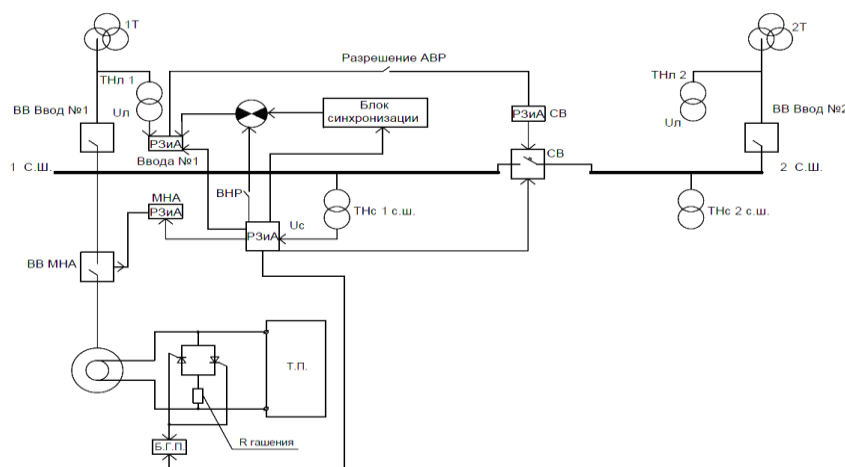 1Т
2Т
Разрешение АВР
ТНл 1
ТНл 2
Uл
Uл
ВВ Ввод №1
ВВ Ввод №2
Блок
синхронизации
РЗиА
СВ
РЗиА
Ввода №1
СВ
1 С.Ш.
2 С.Ш.
ВНР
МНА
РЗиА
Uс
ТНс 1 с.ш.
ТНс 2 с.ш.
РЗиА
ВВ МНА
Т.П.
R гашения
Б.Г.П.